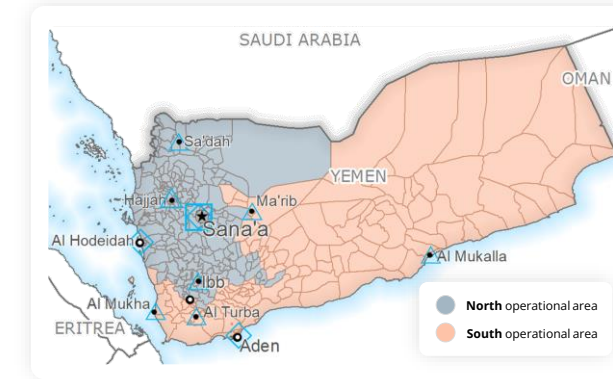 SAUDI ARABIA
OMAN
Sa'dah
YEMEN
Hajjah
Ma'rib
Sana'a
Al Hodeidah
Al Mukalla
Ibb
Al Mukha
Al Turba
ERITREA
Aden
North operational area
South operational area